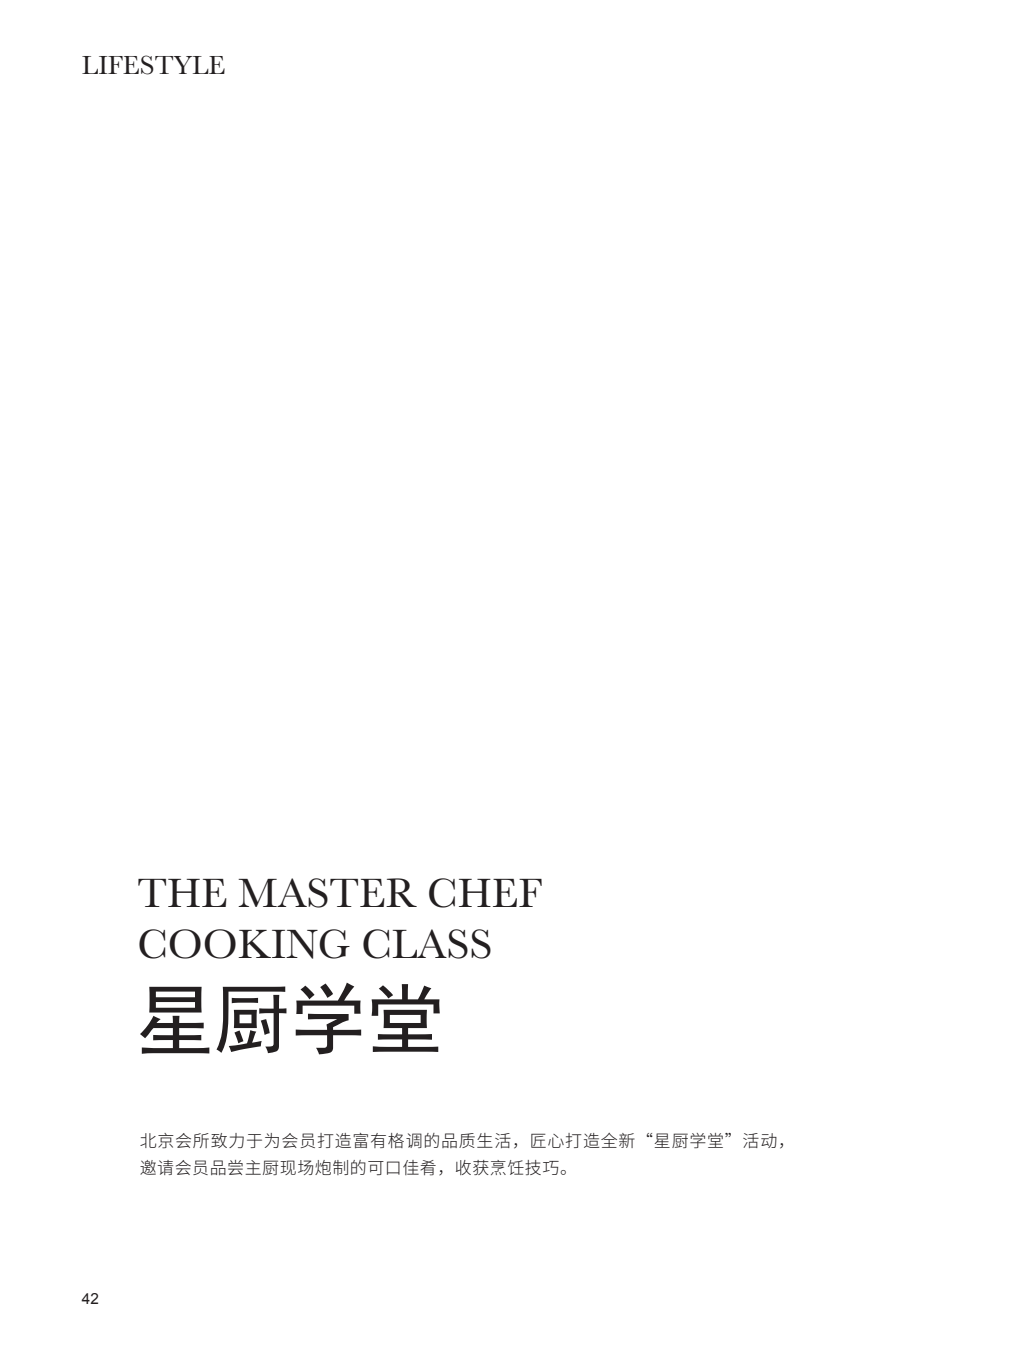 LIFESTYLE
THE MASTER CHEF
COOKING CLASS
星厨学堂
北京会所致力于为会员打造富有格调的品质生活，匠心打造全新“星厨学堂”活动，
邀请会员品尝主厨现场炮制的可口佳肴，收获烹饪技巧。
42